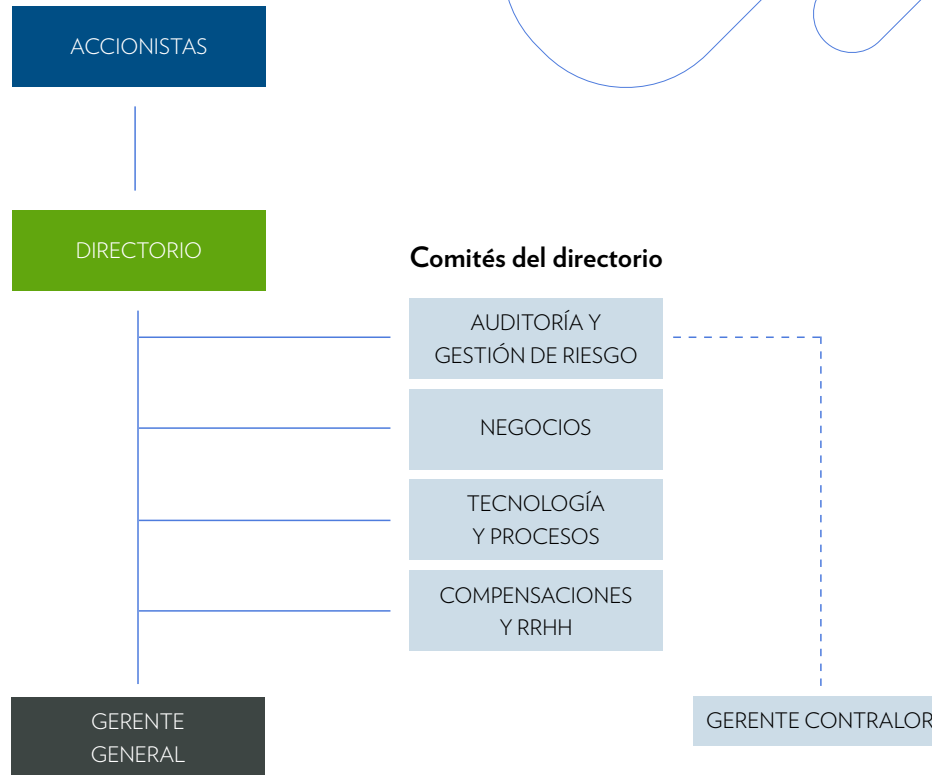 ACCIONISTAS
DIRECTORIO
Comités del directorio
AUDITORÍA Y
GESTIÓN DE RIESGO
NEGOCIOS
TECNOLOGÍA
Y PROCESOS
COMPENSACIONES
Y RRHH
GERENTE
GENERAL
GERENTE CONTRALOR